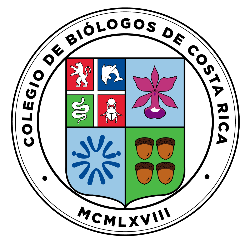 COLEGIO DE BIÓLOGOS DE COSTA RICA
MCMLXVIII